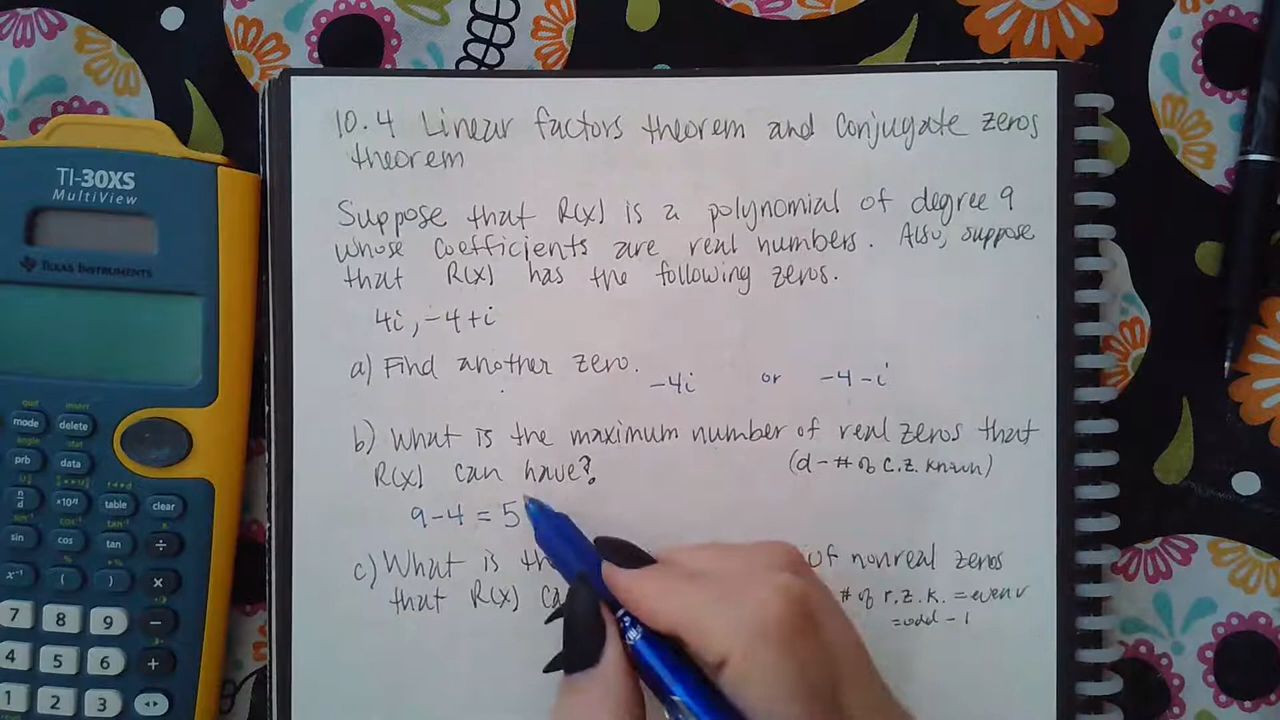 10.4 Linear factors theorem and conjugate zeros
theorem
Suppose that R(x) is a polynomial of degree 9
whose coefficients are real numbers. Also, suppose
that R(x) has the following zeros.
4i, -4+i
a) Find another zero.
-4i or -4-i
b) What is the maximum number of real zeros that
R(x) can have? (d - # of c.z. known)
9-4 = 5
c) What is of nonreal zeros
that R(x) # of r.z.k. = even ✓
= odd - 1
TI-30XS
MultiView
TEXAS INSTRUMENTS
mode delete
angle stat
prb data
n/d ×10ⁿ table clear
sin cos tan ÷
x⁻¹ ( ) ×
7 8 9 −
4 5 6 +
1 2 3